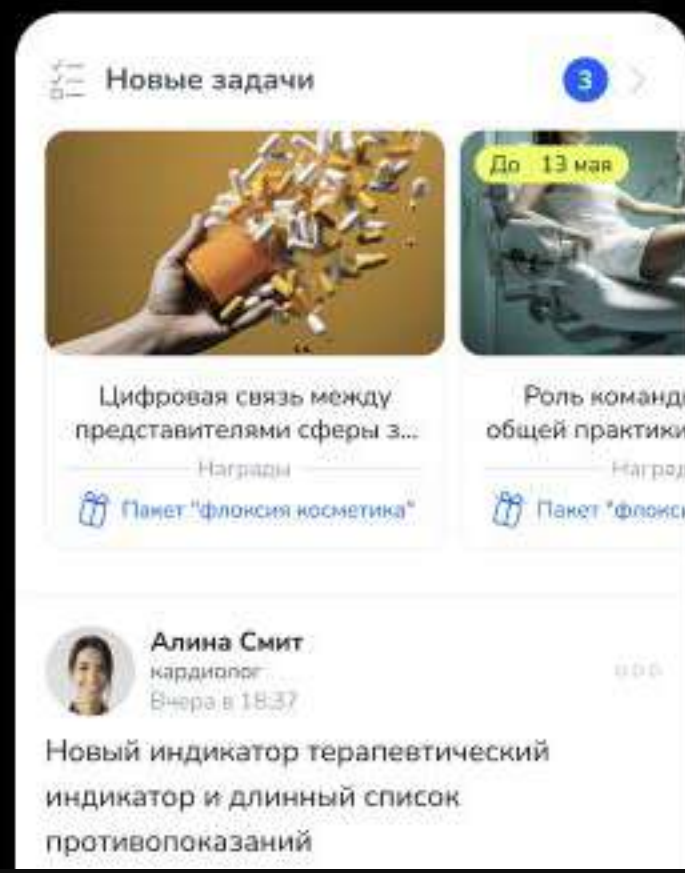 Новые задачи
3
До 13 мая
Цифровая связь между
представителями сферы з...
Награды
Пакет "флоксия косметика"
Роль команд
общей практики
Наград
Пакет "флокс
Алина Смит
кардиолог
Вчера в 18:37
Новый индикатор терапевтический
индикатор и длинный список
противопоказаний